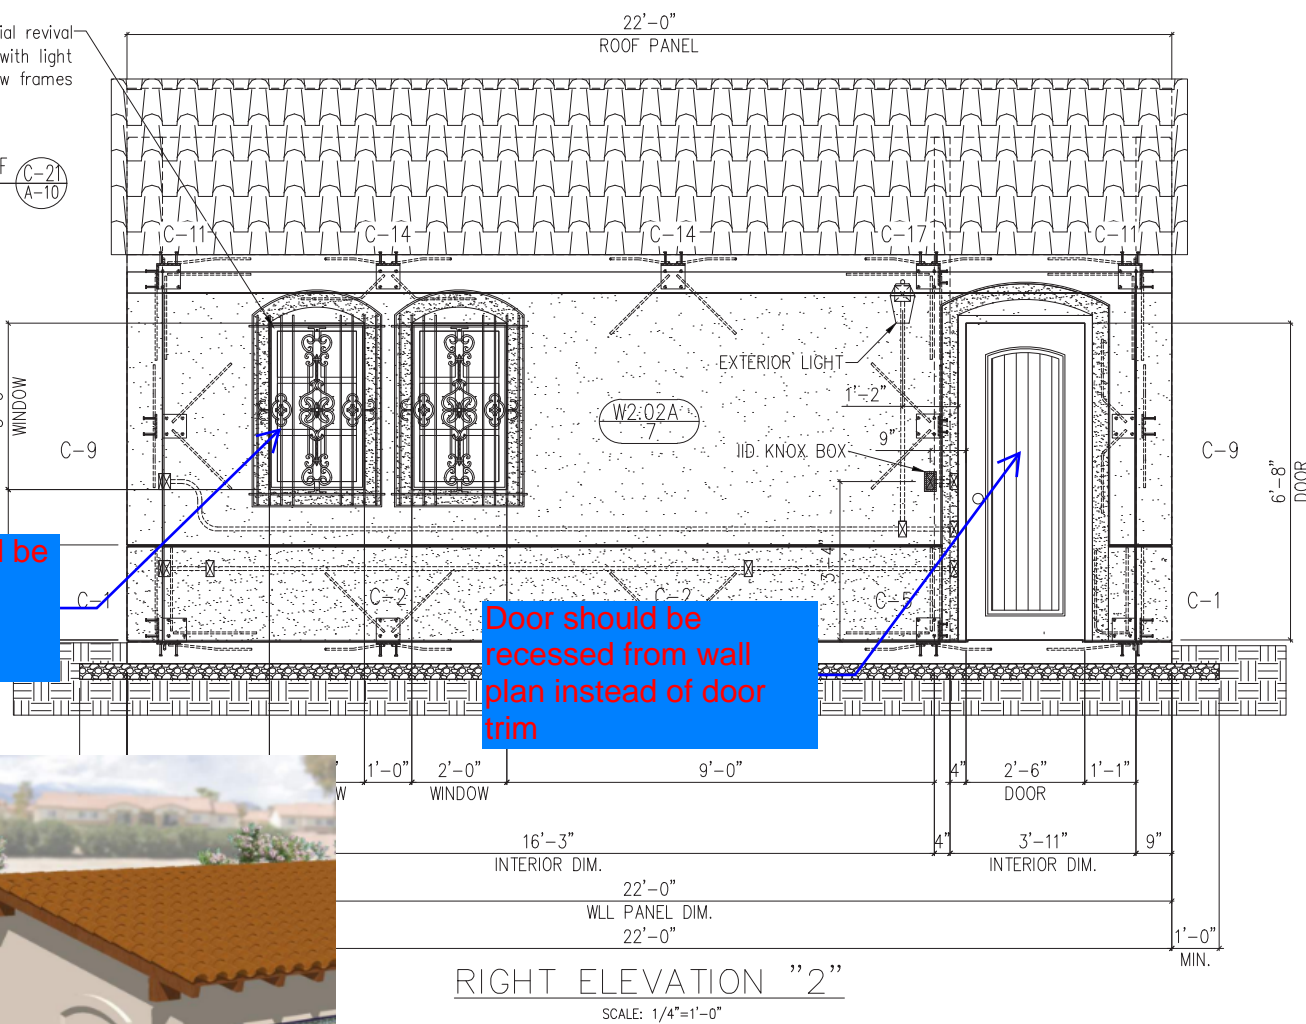 22'-0"
ROOF PANEL
ial revival
with light
w frames
F
C-21
A-10
C-11
C-14
C-14
C-17
C-11
EXTERIOR LIGHT
1'-2"
W2.02A
7
9"
IID KNOX BOX
WINDOW
C-9
C-9
6'-8"
DOOR
3'-4"
be
C-1
C-2
C-2
C-5
C-1
Door should be
recessed from wall
plan instead of door
trim
1'-0"
2'-0"
WINDOW
W
9'-0"
4"
2'-6"
DOOR
1'-1"
16'-3"
INTERIOR DIM.
4"
3'-11"
INTERIOR DIM.
9"
22'-0"
WLL PANEL DIM.
22'-0"
1'-0"
MIN.
RIGHT ELEVATION "2"
SCALE: 1/4"=1'-0"